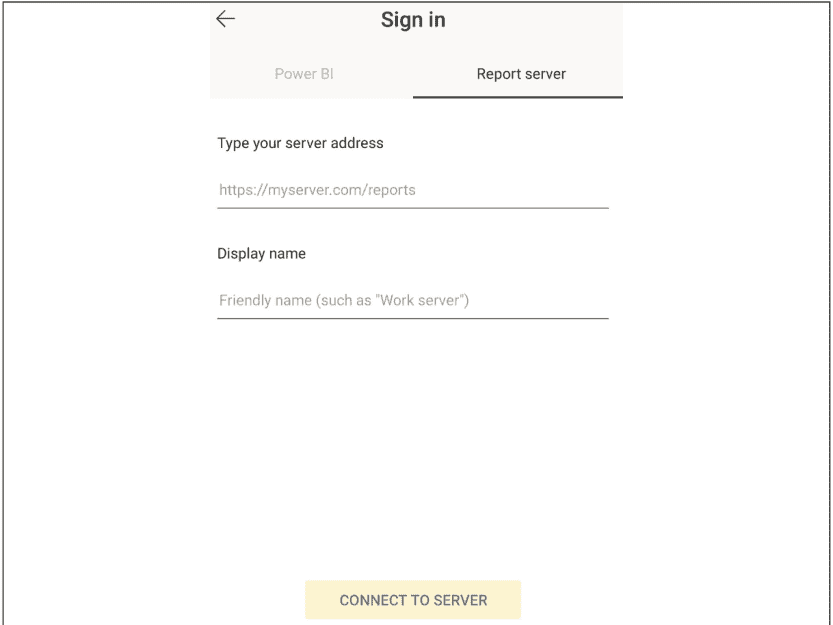 Sign in
Power BI
Report server
Type your server address
https://myserver.com/reports
Display name
Friendly name (such as "Work server")
CONNECT TO SERVER